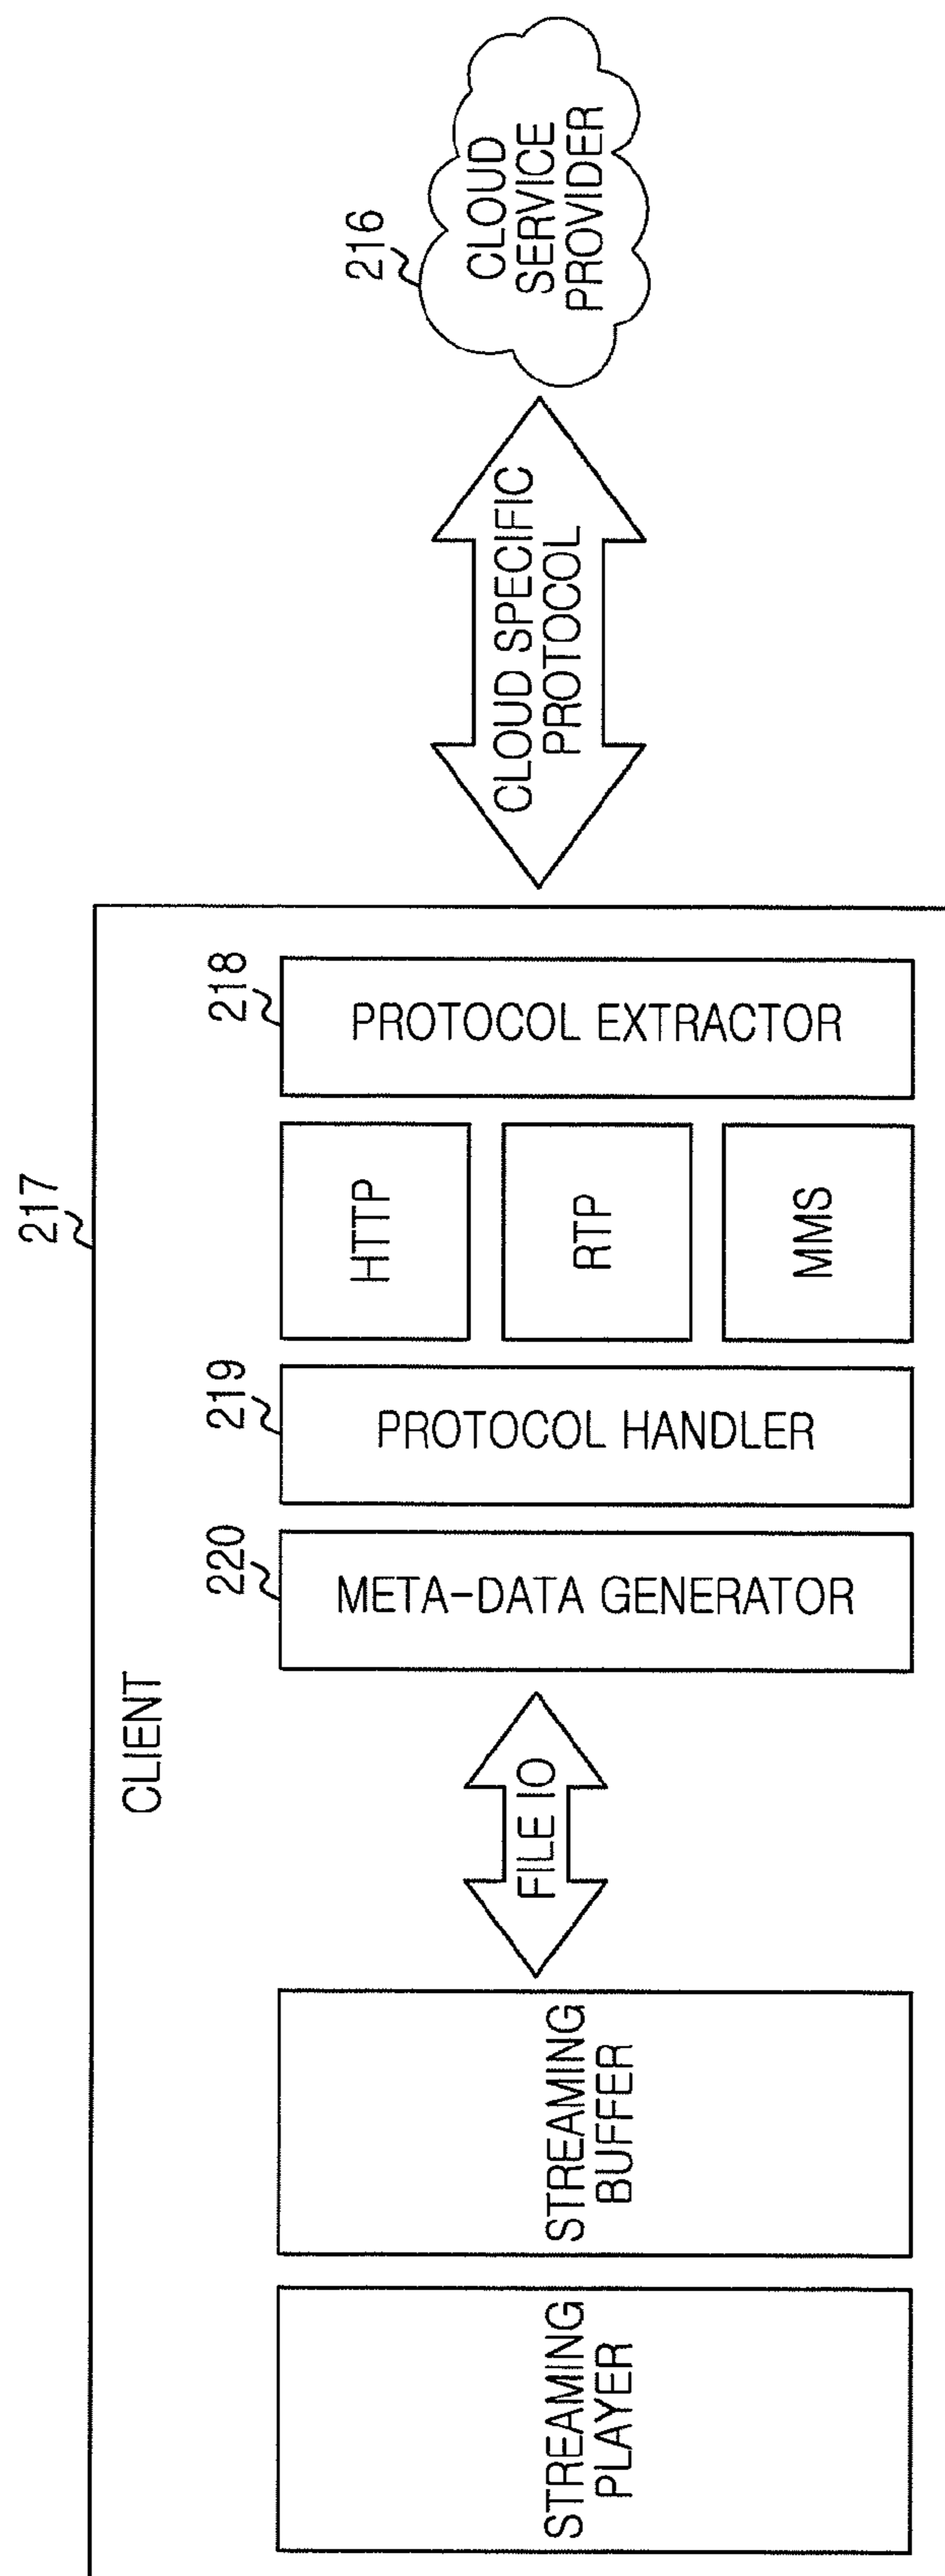 217
CLIENT
STREAMING
PLAYER
STREAMING
BUFFER
FILE IO
220
META-DATA GENERATOR
219
PROTOCOL HANDLER
HTTP
RTP
MMS
218
PROTOCOL EXTRACTOR
CLOUD SPECIFIC
PROTOCOL
216
CLOUD
SERVICE
PROVIDER